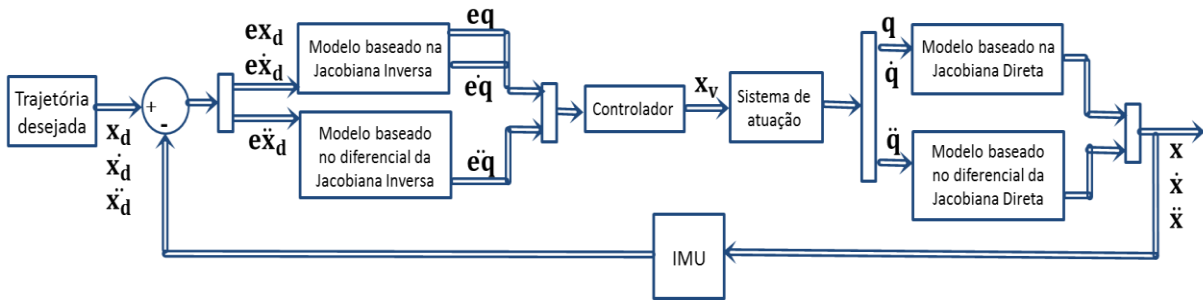 Trajetória
desejada
x_d
ẋ_d
ẍ_d
+
-
ex_d
eẋ_d
eẍ_d
Modelo baseado na
Jacobiana Inversa
Modelo baseado
no diferencial da
Jacobiana Inversa
eq
eq̇
eq̈
Controlador
x_v
Sistema de
atuação
q
q̇
q̈
Modelo baseado na
Jacobiana Direta
Modelo baseado
no diferencial da
Jacobiana Direta
x
ẋ
ẍ
IMU